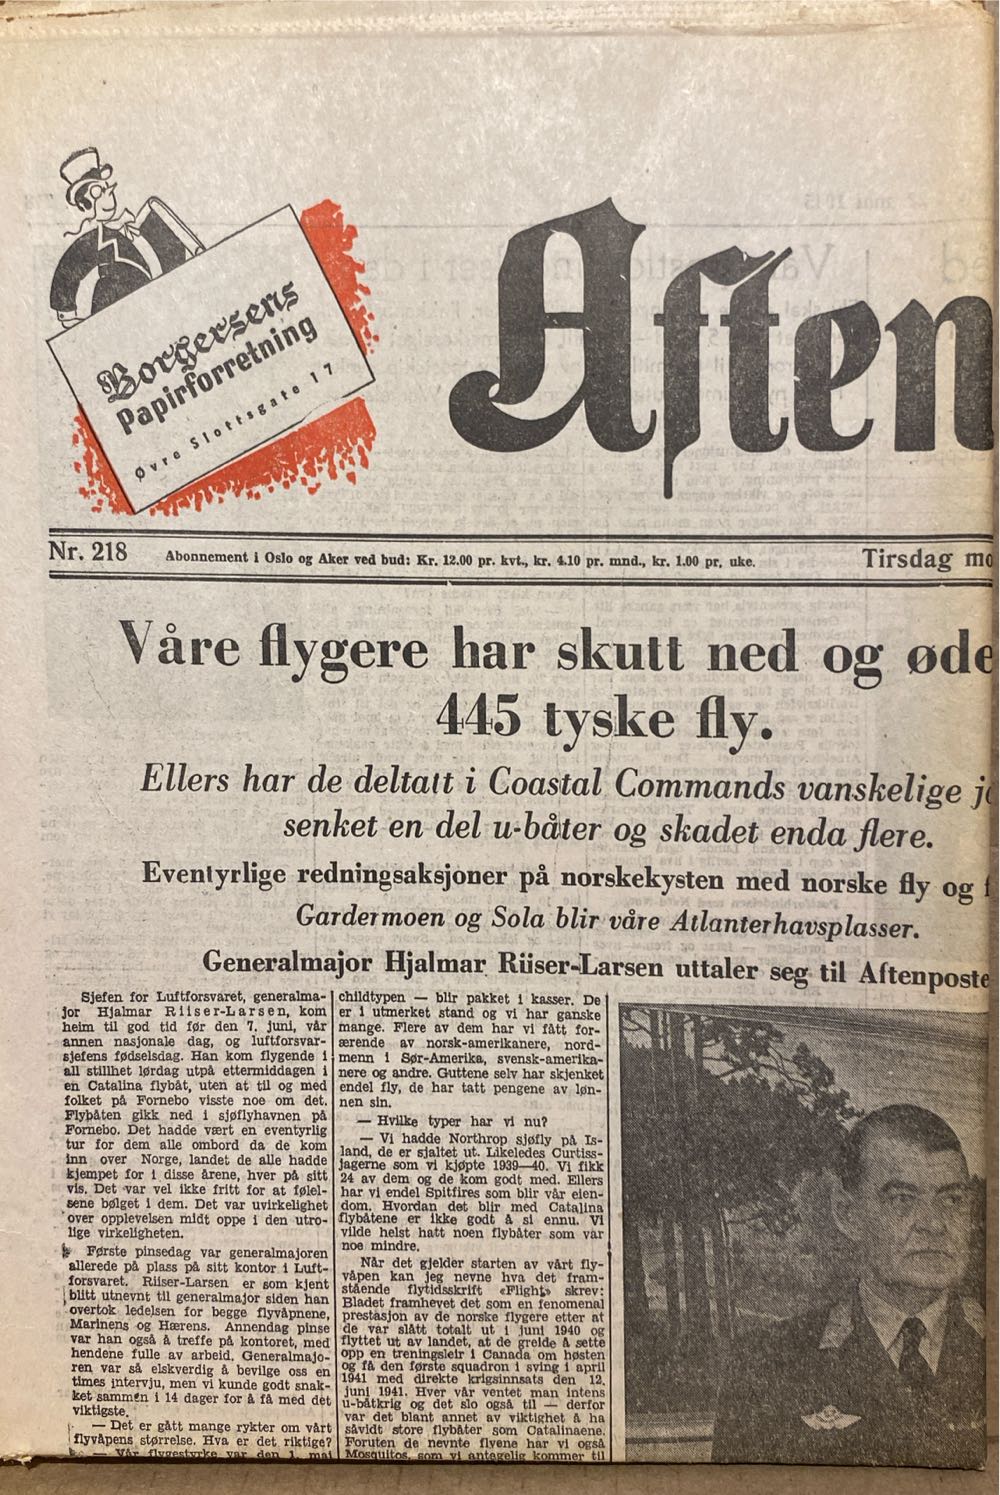 Borgersens
Papirforretning
Øvre Slottsgate 17
Aften
Nr. 218
Abonnement i Oslo og Aker ved bud: Kr. 12.00 pr. kvt., kr. 4.10 pr. mnd., kr. 1.00 pr. uke.
Tirsdag mo
Våre flygere har skutt ned og øde
445 tyske fly.
Ellers har de deltatt i Coastal Commands vanskelige j
senket en del u-båter og skadet enda flere.
Eventyrlige redningsaksjoner på norskekysten med norske fly og
Gardermoen og Sola blir våre Atlanterhavsplasser.
Generalmajor Hjalmar Riiser-Larsen uttaler seg til Aftenposte
Sjefen for Luftforsvaret, generalma-
jor Hjalmar Riiser-Larsen, kom
heim til god tid før den 7. juni, vår
annen nasjonale dag, og luftforsvar-
sjefens fødselsdag. Han kom flygende i
all stillhet lørdag utpå ettermiddagen i
en Catalina flybåt, uten at til og med
folket på Fornebo visste noe om det.
Flybåten gikk ned i sjøflyhavnen på
Fornebo. Det hadde vært en eventyrlig
tur for dem alle ombord da de kom
inn over Norge, landet de alle hadde
kjempet for i disse årene, hver på sitt
vis. Det var vel ikke fritt for at følel-
sene bølget i dem. Det var uvirkelighet
over opplevelsen midt oppe i den utro-
lige virkeligheten.
Første pinsedag var generalmajoren
allerede på plass på sitt kontor i Luft-
forsvaret. Riiser-Larsen er som kjent
blitt utnevnt til generalmajor siden han
overtok ledelsen for begge flyvåpnene,
Marinens og Hærens. Annendag pinse
var han også å treffe på kontoret, med
hendene fulle av arbeid. Generalmajo-
ren var så elskverdig å bevilge oss en
times intervju, men vi kunde godt snak-
ket sammen i 14 dager for å få med det
viktigste.
— Det er gått mange rykter om vårt
flyvåpens størrelse. Hva er det riktige?
— Vår flygestyrke var den 1. mai
childtypen — blir pakket i kasser. De
er i utmerket stand og vi har ganske
mange. Flere av dem har vi fått for-
ærende av norsk-amerikanere, nord-
menn i Sør-Amerika, svensk-amerika-
nere og andre. Guttene selv har skjenket
endel fly, de har tatt pengene av løn-
nen sin.
— Hvilke typer har vi nu?
— Vi hadde Northrop sjøfly på Is-
land, de er sjaltet ut. Likeledes Curtiss-
jagerne som vi kjøpte 1939—40. Vi fikk
24 av dem og de kom godt med. Ellers
har vi endel Spitfires som blir vår eien-
dom. Hvordan det blir med Catalina
flybåtene er ikke godt å si ennu. Vi
vilde helst hatt noen flybåter som var
noe mindre.
Når det gjelder starten av vårt fly-
våpen kan jeg nevne hva det fram-
stående flytidsskrift «Flight» skrev:
Bladet framhevet det som en fenomenal
prestasjon av de norske flygere etter at
de var slått totalt ut i juni 1940 og
flyttet ut av landet, at de greide å sette
opp en treningsleir i Canada om høsten
og få den første squadron i sving i april
1941 med direkte krigsinnsats den 12.
juni 1941. Hver vår ventet man intens
u-båtkrig og det slo også til — derfor
var det blant annet av viktighet å ha
såvidt store flybåter som Catalinaene.
Foruten de nevnte flyene har vi også
Mosquitos, som vi antagelig kommer til